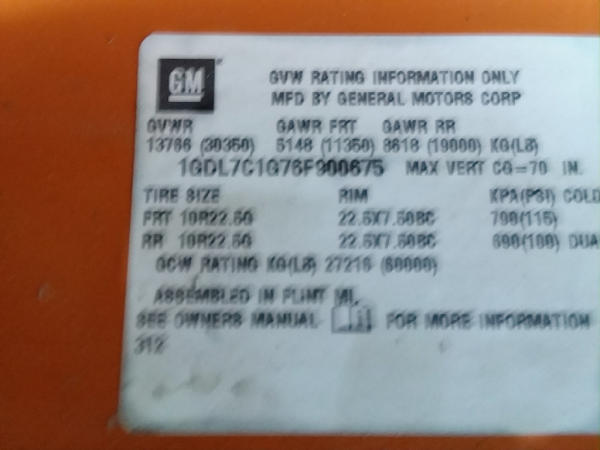 GM
GVW RATING INFORMATION ONLY
MFD BY GENERAL MOTORS CORP
GVWR GAWR FRT GAWR RR
13766 (30350) 5148 (11350) 8618 (19000) KG(LB)
1GDL7C1G76F900675 MAX VERT CG=70 IN.
TIRE SIZE RIM KPA(PSI) COLD
FRT 10R22.5G 22.5X7.50BC 790(115)
RR 10R22.5G 22.5X7.50BC 690(100) DUA
GCW RATING KG(LB) 27216 (60000)
ASSEMBLED IN FLINT MI.
SEE OWNERS MANUAL FOR MORE INFORMATION
312